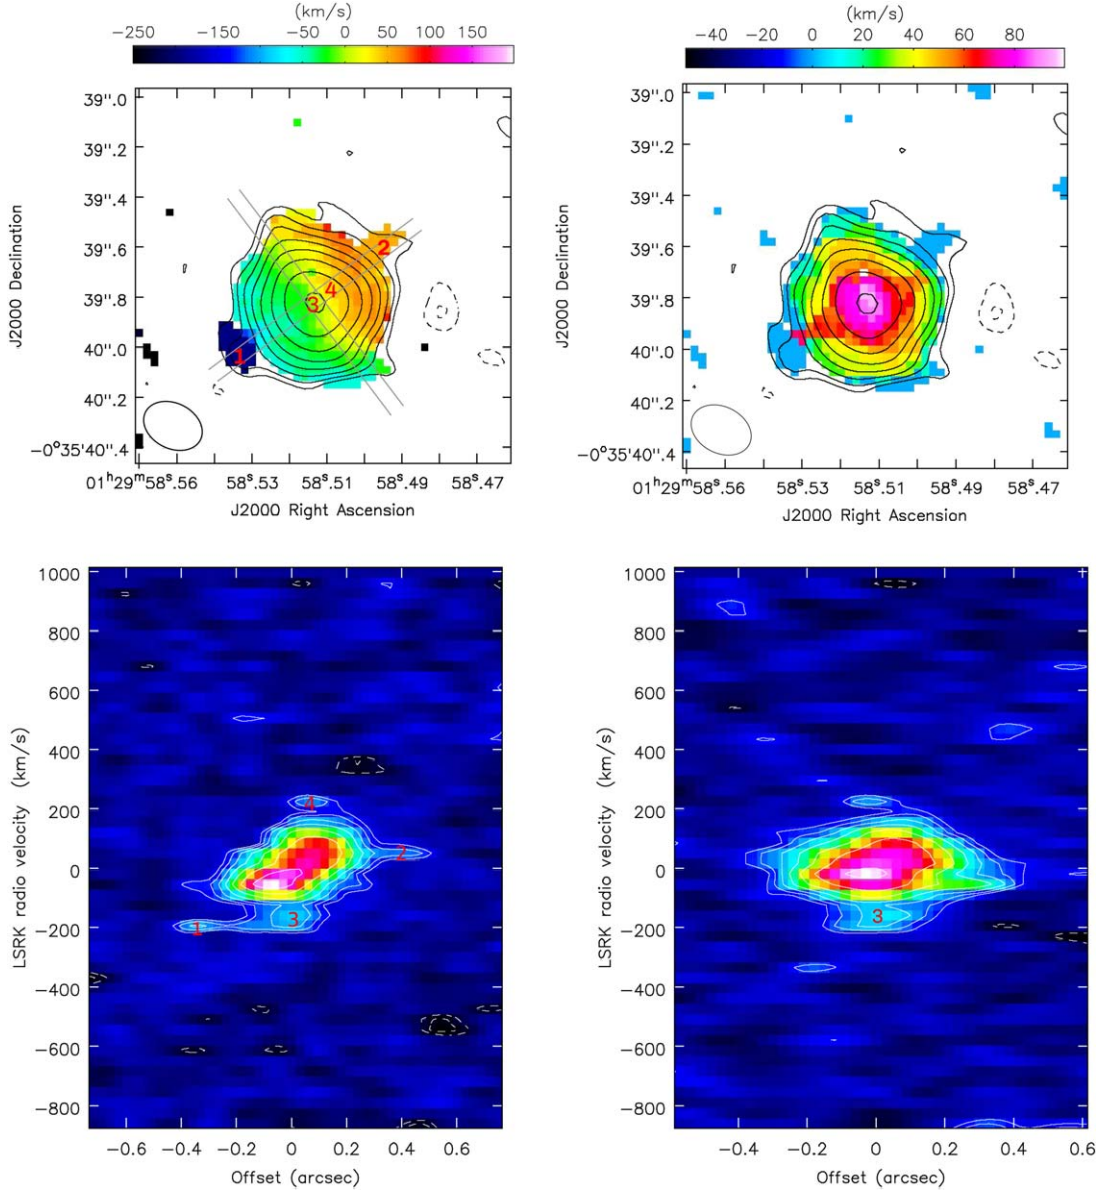 (km/s)
−250 −150 −50 0 50 100 150
39".0
39".2
39".6
39".8
40".0
40".2
−0°35'40".4
J2000 Declination
1
2
3
4
01ʰ29ᵐ58ˢ.56 58ˢ.53 58ˢ.51 58ˢ.49 58ˢ.47
J2000 Right Ascension
(km/s)
−40 −20 0 20 40 60 80
39".0
39".2
39".6
39".8
40".0
40".2
−0°35'40".4
J2000 Declination
01ʰ29ᵐ58ˢ.56 58ˢ.53 58ˢ.51 58ˢ.49 58ˢ.47
J2000 Right Ascension
1000
800
600
400
200
0
−200
−400
−600
−800
LSRK radio velocity (km/s)
4
2
3
1
−0.6 −0.4 −0.2 0 0.2 0.4 0.6
Offset (arcsec)
1000
800
600
400
200
0
−200
−400
−600
−800
LSRK radio velocity (km/s)
3
−0.4 −0.2 0 0.2 0.4 0.6
Offset (arcsec)